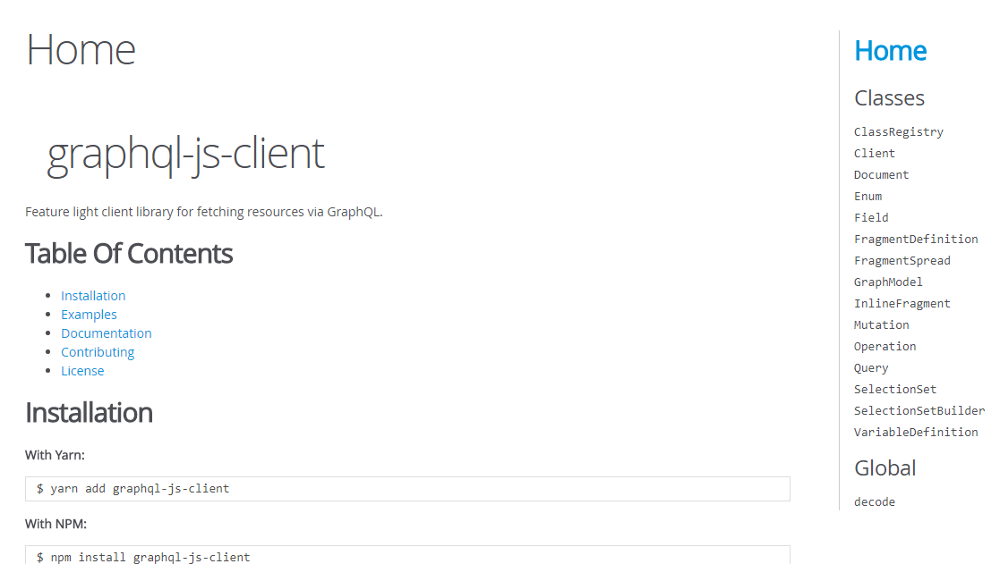 Home
graphql-js-client
Feature light client library for fetching resources via GraphQL.
Table Of Contents
Installation
Examples
Documentation
Contributing
License
Installation
With Yarn:
$ yarn add graphql-js-client
With NPM:
$ npm install graphql-js-client
Home
Classes
ClassRegistry
Client
Document
Enum
Field
FragmentDefinition
FragmentSpread
GraphModel
InlineFragment
Mutation
Operation
Query
SelectionSet
SelectionSetBuilder
VariableDefinition
Global
decode